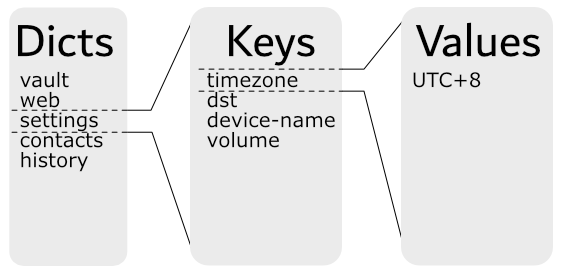 Dicts
vault
web
settings
contacts
history
Keys
timezone
dst
device-name
volume
Values
UTC+8